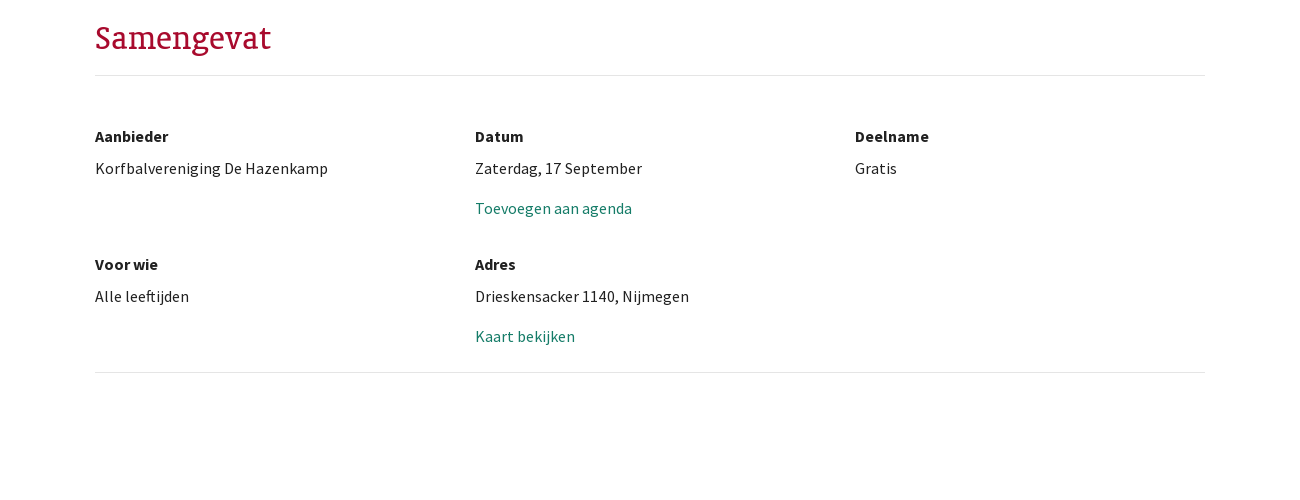 Samengevat
Aanbieder
Korfbalvereniging De Hazenkamp
Datum
Zaterdag, 17 September
Toevoegen aan agenda
Deelname
Gratis
Voor wie
Alle leeftijden
Adres
Drieskensacker 1140, Nijmegen
Kaart bekijken